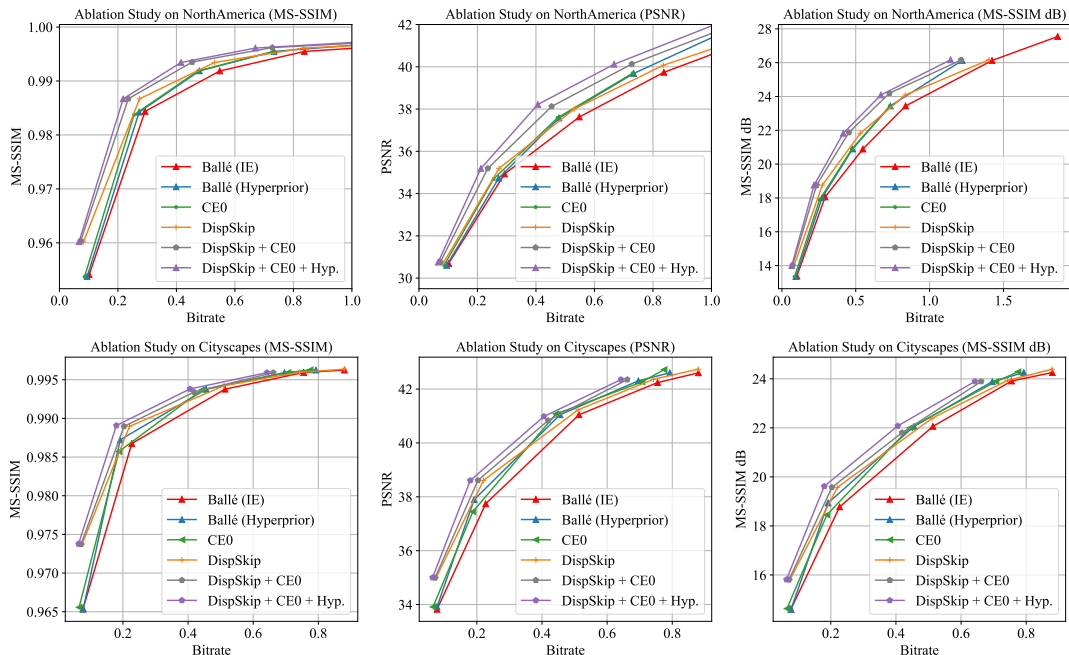 Ablation Study on NorthAmerica (MS-SSIM)
1.00
0.99
0.98
0.97
0.96
MS-SSIM
0.0 0.2 0.4 0.6 0.8 1.0
Bitrate
Ballé (IE)
Ballé (Hyperprior)
CE0
DispSkip
DispSkip + CE0
DispSkip + CE0 + Hyp.
Ablation Study on NorthAmerica (PSNR)
42
40
38
36
34
32
30
PSNR
0.0 0.2 0.4 0.6 0.8 1.0
Bitrate
Ballé (IE)
Ballé (Hyperprior)
CE0
DispSkip
DispSkip + CE0
DispSkip + CE0 + Hyp.
Ablation Study on NorthAmerica (MS-SSIM dB)
28
26
24
22
20
18
16
14
MS-SSIM dB
0.0 0.5 1.0 1.5
Bitrate
Ballé (IE)
Ballé (Hyperprior)
CE0
DispSkip
DispSkip + CE0
DispSkip + CE0 + Hyp.
Ablation Study on Cityscapes (MS-SSIM)
0.995
0.990
0.985
0.980
0.975
0.970
0.965
MS-SSIM
0.2 0.4 0.6 0.8
Bitrate
Ballé (IE)
Ballé (Hyperprior)
CE0
DispSkip
DispSkip + CE0
DispSkip + CE0 + Hyp.
Ablation Study on Cityscapes (PSNR)
42
40
38
36
34
PSNR
0.2 0.4 0.6 0.8
Bitrate
Ballé (IE)
Ballé (Hyperprior)
CE0
DispSkip
DispSkip + CE0
DispSkip + CE0 + Hyp.
Ablation Study on Cityscapes (MS-SSIM dB)
24
22
20
18
16
MS-SSIM dB
0.2 0.4 0.6 0.8
Bitrate
Ballé (IE)
Ballé (Hyperprior)
CE0
DispSkip
DispSkip + CE0
DispSkip + CE0 + Hyp.